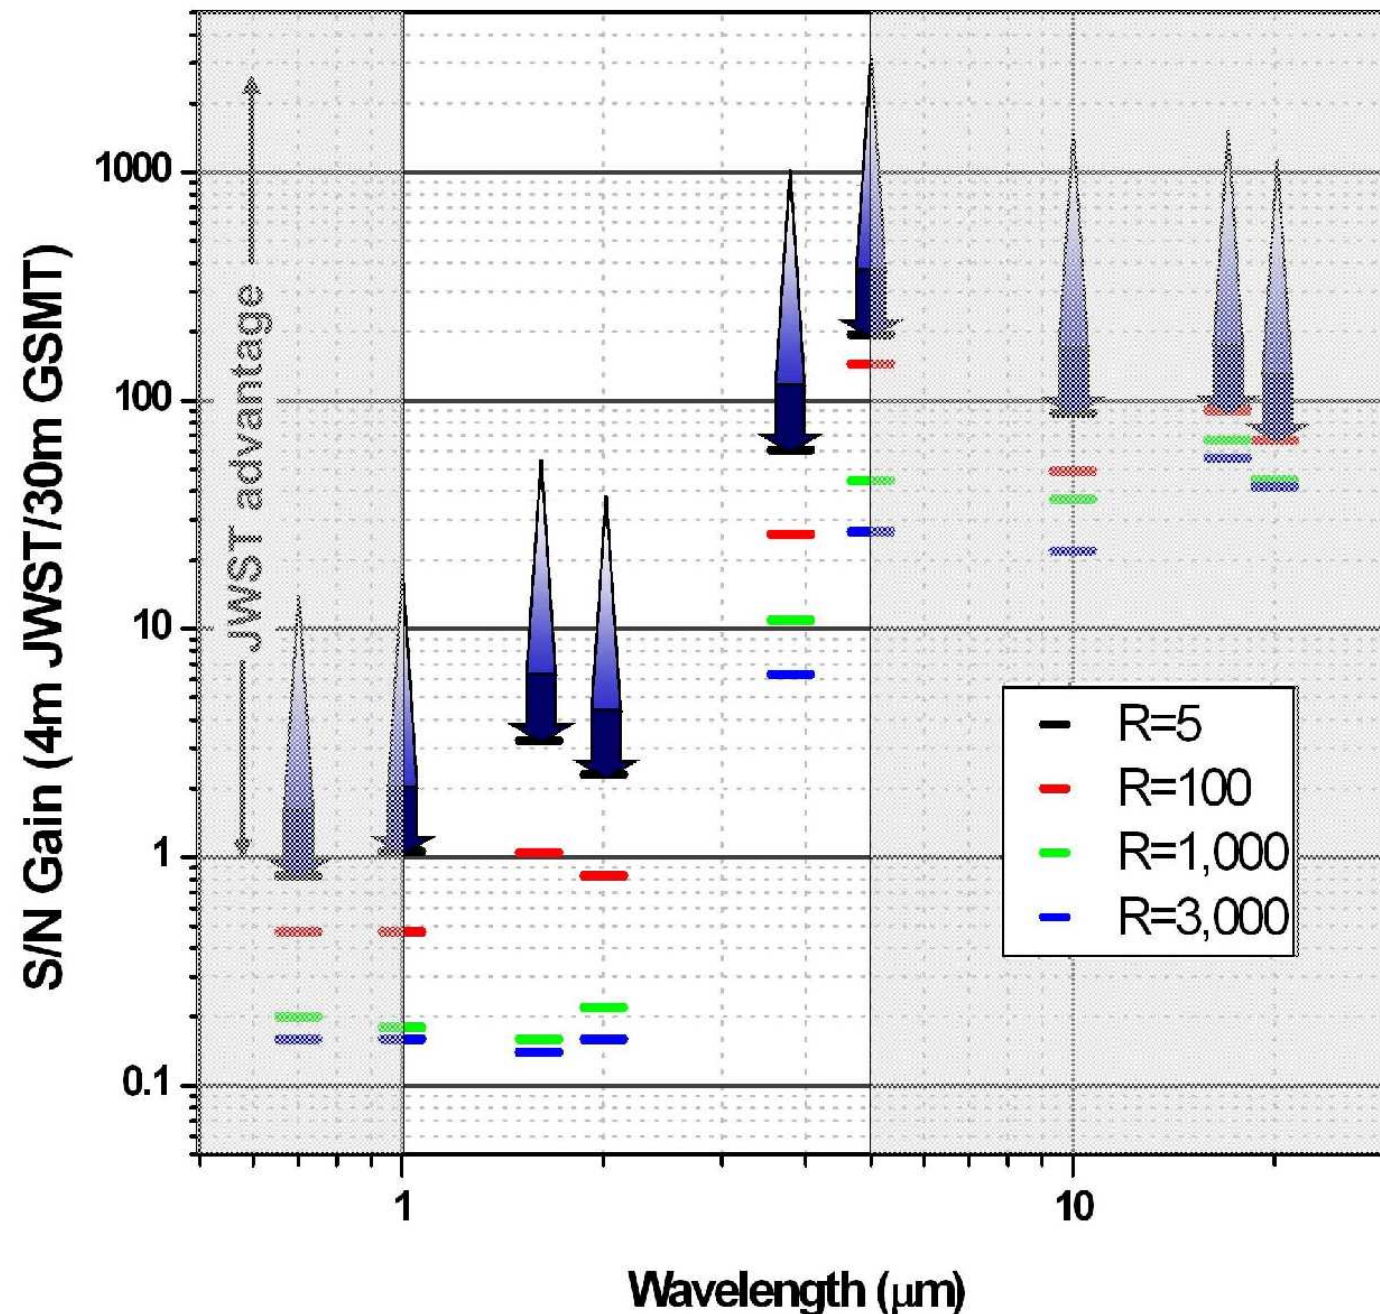 S/N Gain (4m JWST/30m GSMT)
1000
100
10
1
0.1
JWST advantage
R=5
R=100
R=1,000
R=3,000
1
10
Wavelength (μm)